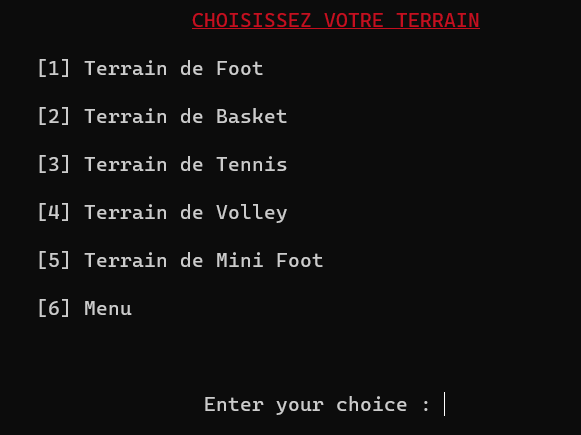 CHOISISSEZ VOTRE TERRAIN
[1] Terrain de Foot
[2] Terrain de Basket
[3] Terrain de Tennis
[4] Terrain de Volley
[5] Terrain de Mini Foot
[6] Menu
Enter your choice :